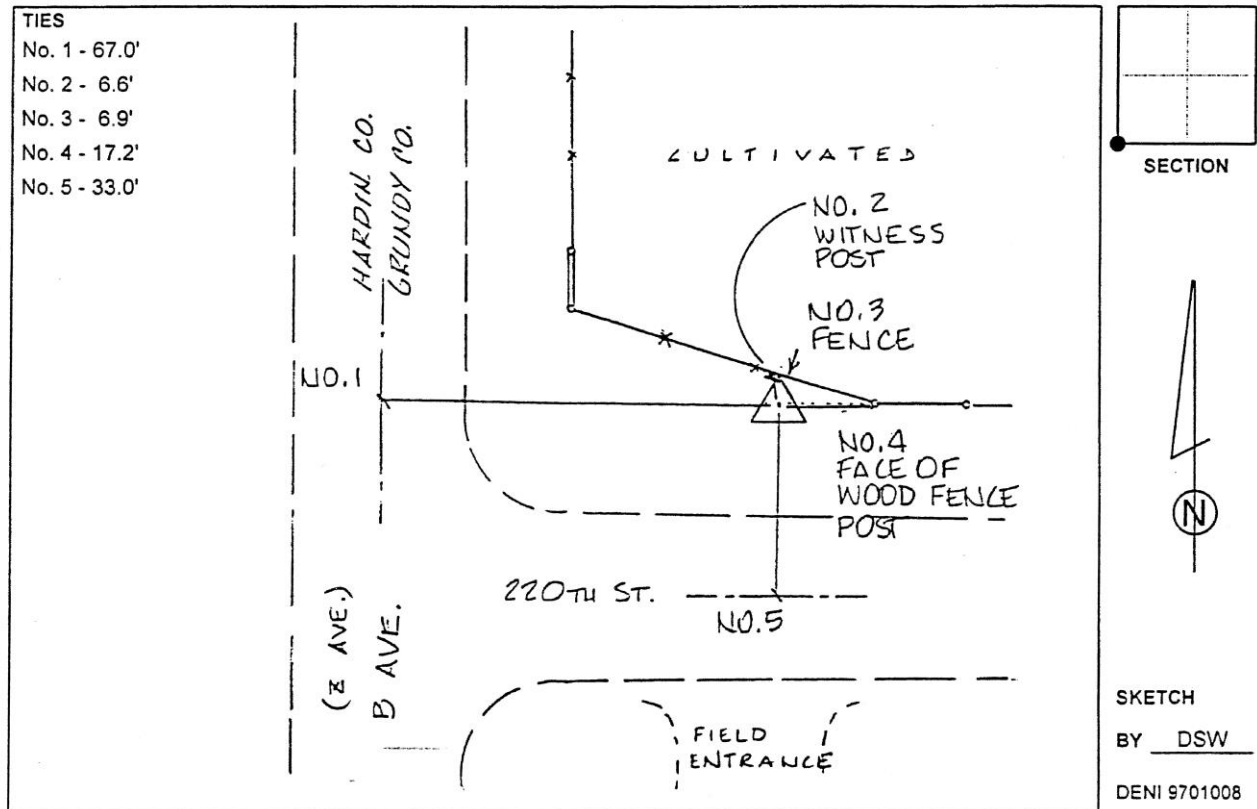 TIES
No. 1 - 67.0'
No. 2 - 6.6'
No. 3 - 6.9'
No. 4 - 17.2'
No. 5 - 33.0'
HARDIN CO.
GRUNDY CO.
CULTIVATED
NO. 2
WITNESS
POST
NO.3
FENCE
NO.1
NO.4
FACE OF
WOOD FENCE
POST
220TH ST.
NO.5
(Z AVE.)
B AVE.
FIELD
ENTRANCE
SECTION
N
SKETCH
BY DSW
DENI 9701008